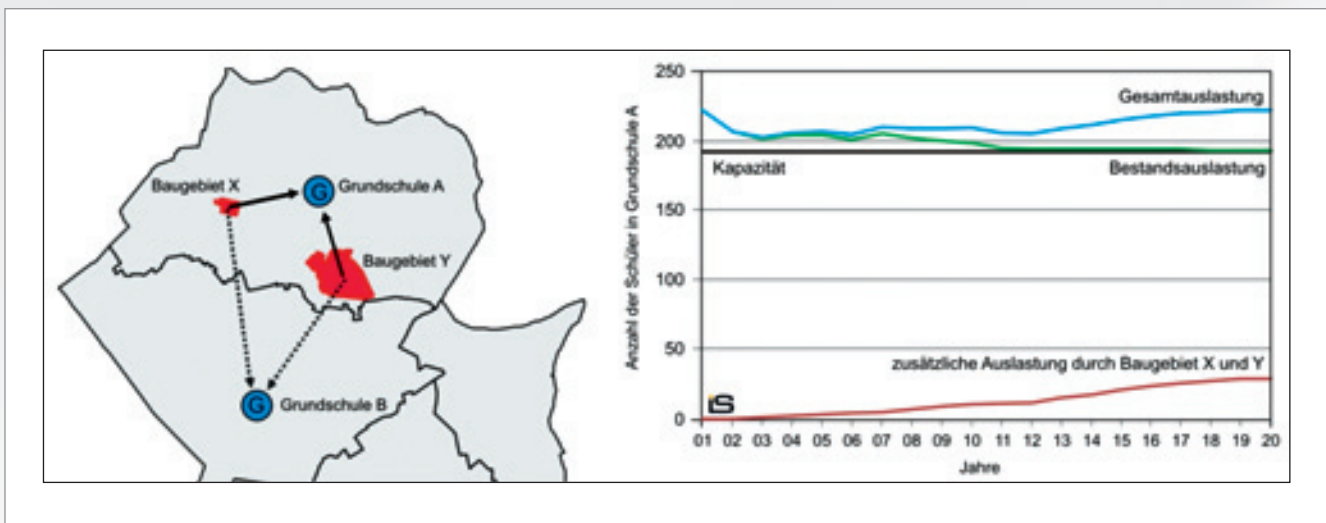 Baugebiet X
G
Grundschule A
Baugebiet Y
G
Grundschule B
Anzahl der Schüler in Grundschule A
250
200
150
100
50
0
Gesamtauslastung
Kapazität
Bestandsauslastung
zusätzliche Auslastung durch Baugebiet X und Y
iS
01 02 03 04 05 06 07 08 09 10 11 12 13 14 15 16 17 18 19 20
Jahre